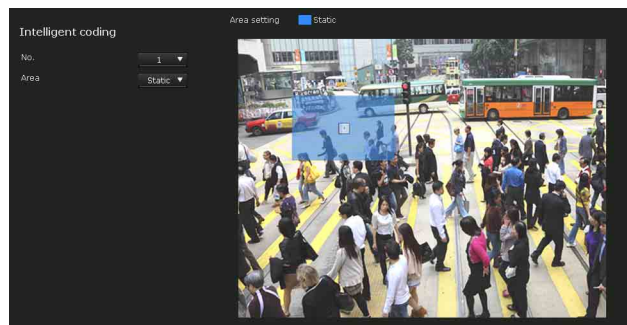 Area setting Static
Intelligent coding
No. 1
Area Static